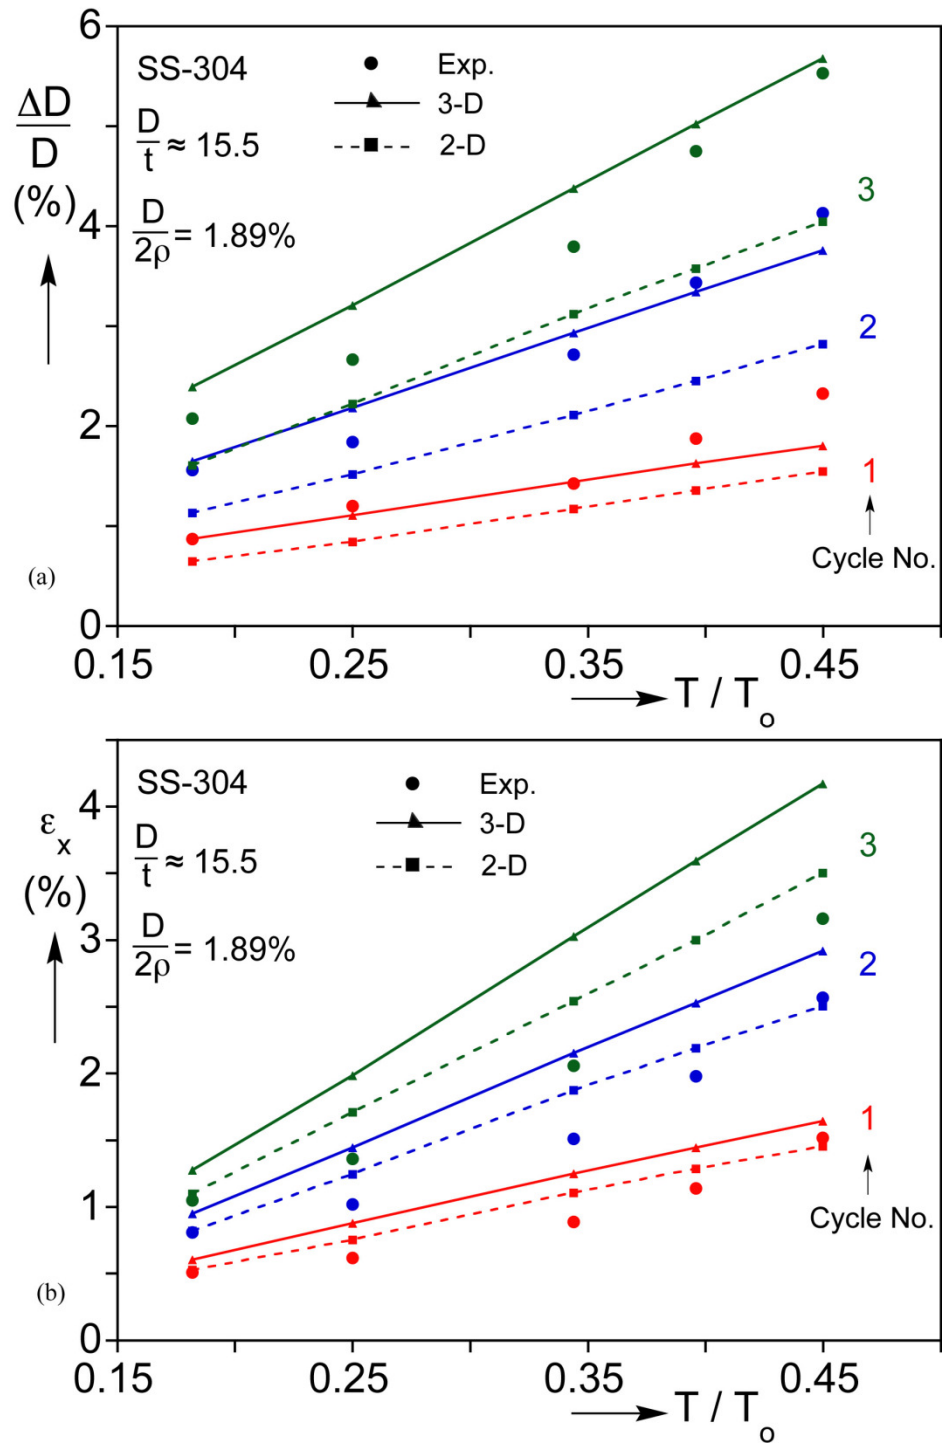 6
SS-304
Exp.
3-D
2-D
ΔD
D
(%)
D
t
≈ 15.5
D
2ρ
= 1.89%
4
3
2
2
1
Cycle No.
(a)
0
0.15
0.25
0.35
0.45
T / To
SS-304
Exp.
3-D
2-D
4
εx
(%)
D
t
≈ 15.5
D
2ρ
= 1.89%
3
3
2
2
1
1
Cycle No.
(b)
0
0.15
0.25
0.35
0.45
T / To